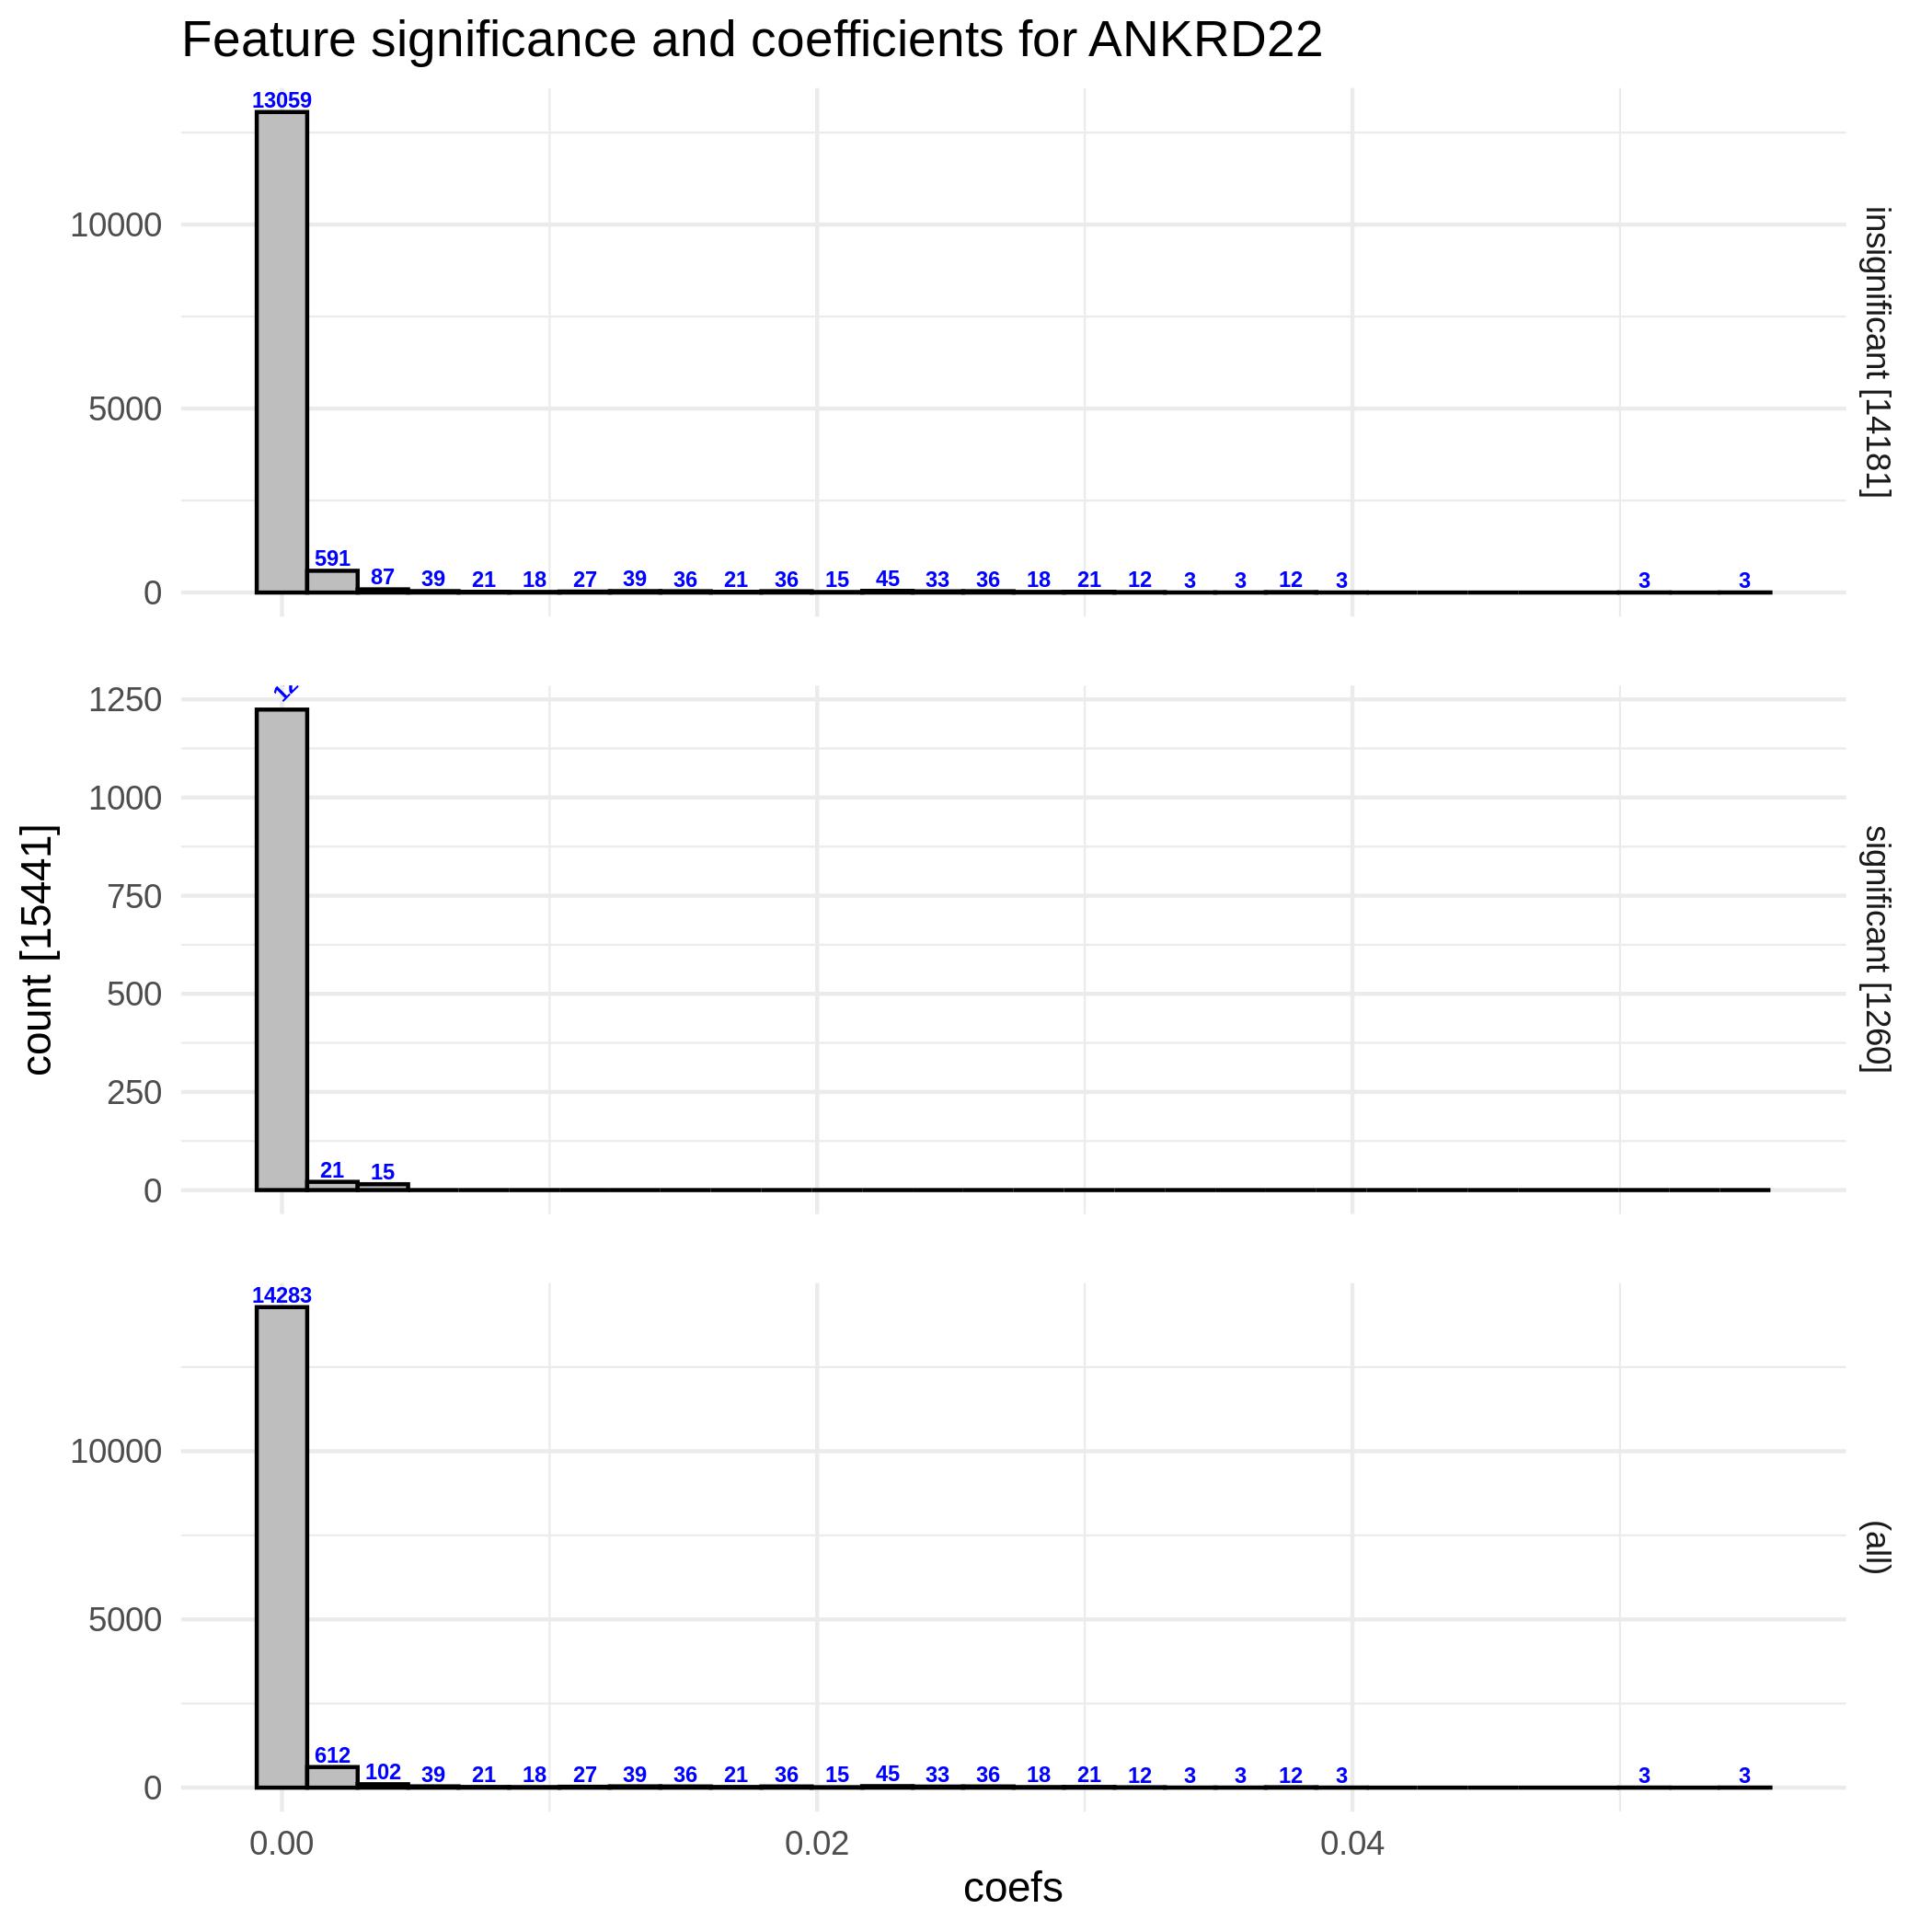 Feature significance and coefficients for ANKRD22
13059
10000
5000
0
591 87 39 21 18 27 39 36 21 36 15 45 33 36 18 21 12 3 3 12 3 3 3
insignificant [14181]
count [15441]
1250
1000
750
500
250
0
21 15
significant [1260]
14283
10000
5000
0
612 102 39 21 18 27 39 36 21 36 15 45 33 36 18 21 12 3 3 12 3 3 3
(all)
0.00 0.02 0.04
coefs